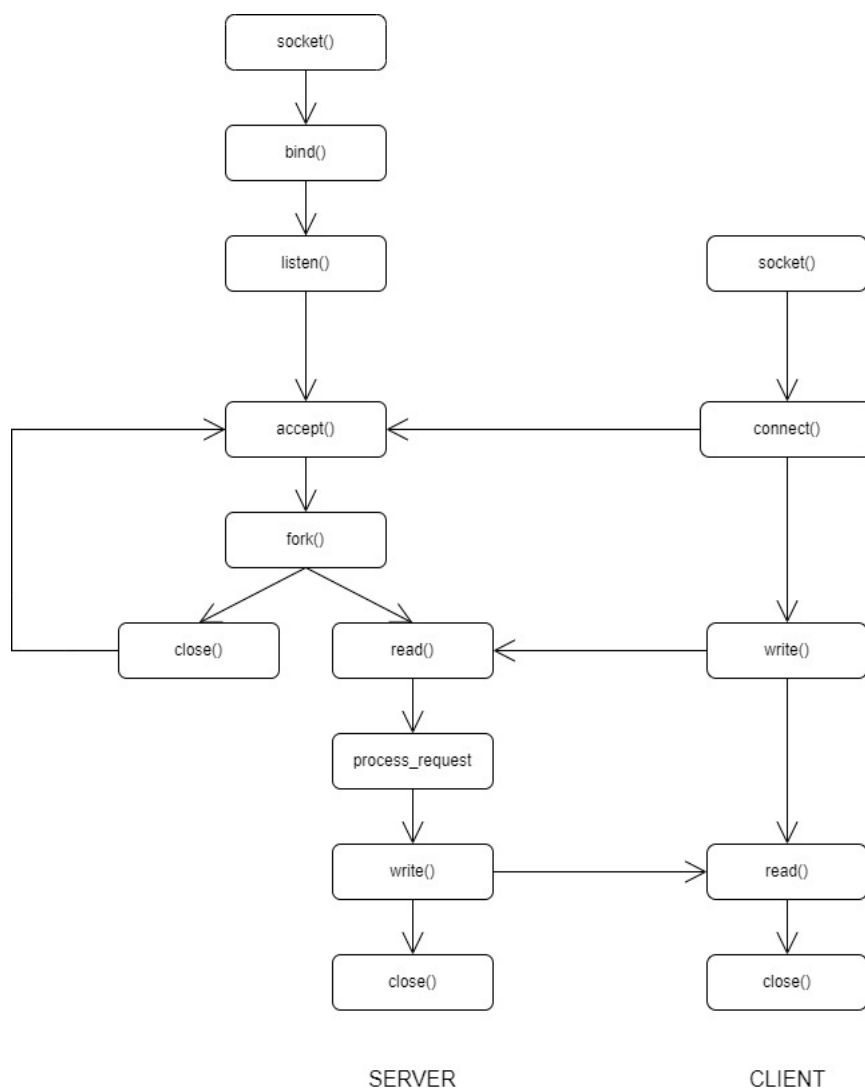 socket()
bind()
listen()
socket()
accept()
connect()
fork()
close()
read()
write()
process_request
write()
read()
close()
close()
SERVER
CLIENT